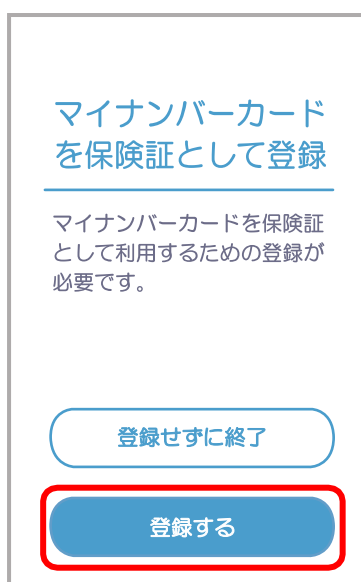 マイナンバーカード
を保険証として登録
マイナンバーカードを保険証
として利用するための登録が
必要です。
登録せずに終了
登録する